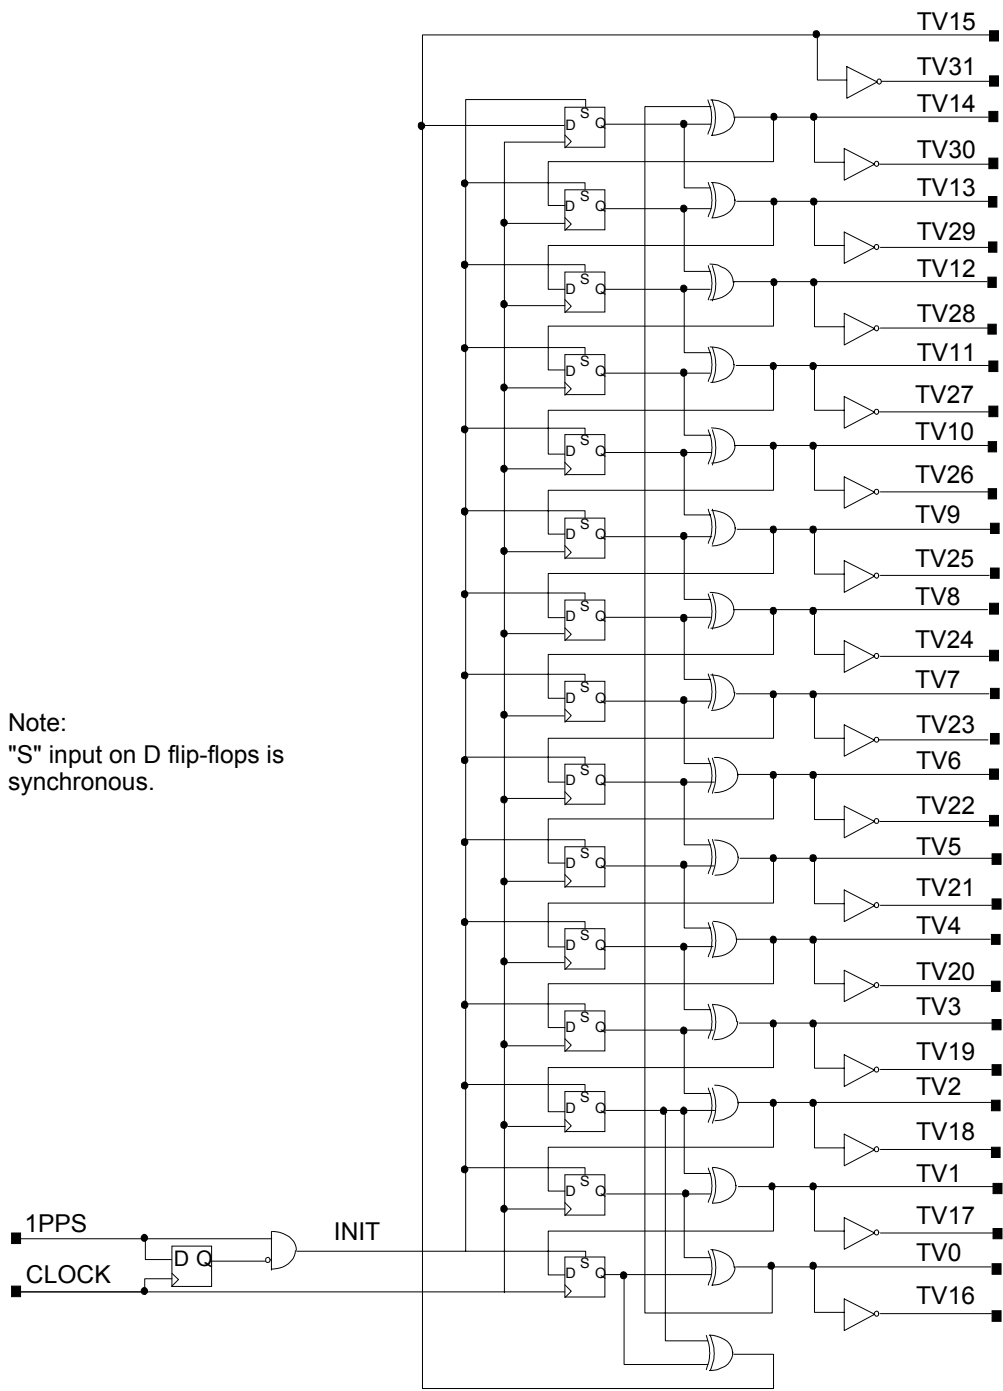 TV15
TV31
TV14
S
D Q
TV30
TV13
S
D Q
TV29
TV12
S
D Q
TV28
TV11
S
D Q
TV27
TV10
S
D Q
TV26
TV9
S
D Q
TV25
TV8
S
D Q
TV24
TV7
S
D Q
Note:
"S" input on D flip-flops is
synchronous.
TV23
TV6
S
D Q
TV22
TV5
S
D Q
TV21
TV4
S
D Q
TV20
TV3
S
D Q
TV19
TV2
S
D Q
TV18
TV1
S
D Q
TV17
1PPS
INIT
D Q
TV0
S
D Q
CLOCK
TV16